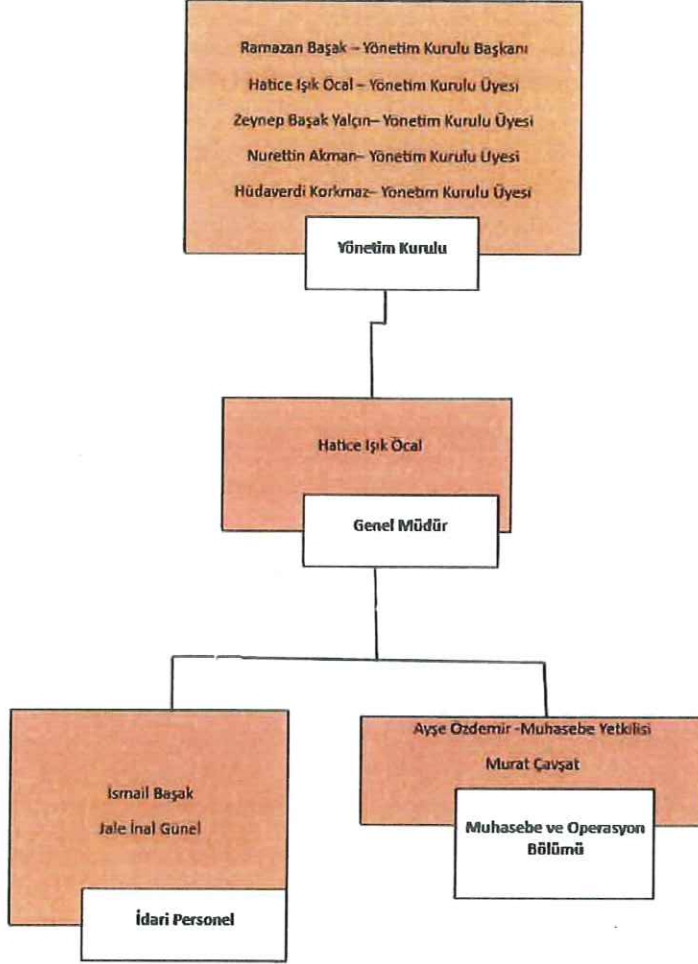 Ramazan Başak – Yönetim Kurulu Başkanı
Hatice Işık Öcal – Yönetim Kurulu Üyesi
Zeynep Başak Yalçın– Yönetim Kurulu Üyesi
Nurettin Akman– Yönetim Kurulu Üyesi
Hüdaverdi Korkmaz– Yönetim Kurulu Üyesi
Yönetim Kurulu
Hatice Işık Öcal
Genel Müdür
İsmail Başak
Jale İnal Günel
İdari Personel
Ayşe Özdemir -Muhasebe Yetkilisi
Murat Çavşat
Muhasebe ve Operasyon
Bölümü